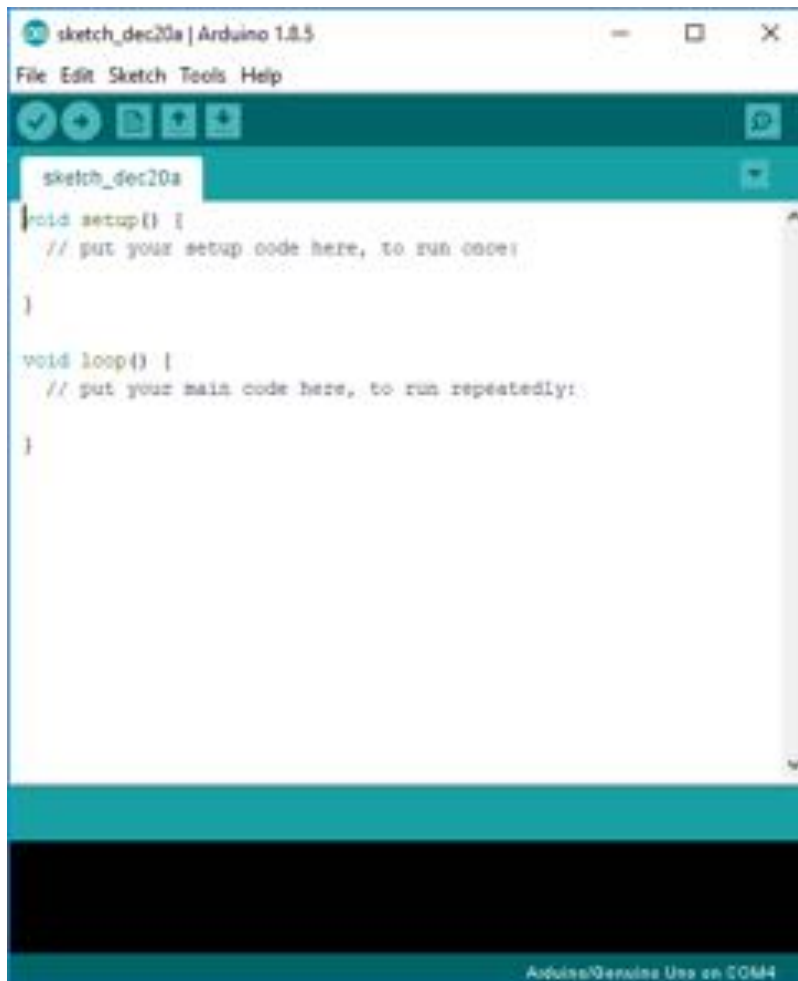 sketch_dec20a | Arduino 1.8.5
File Edit Sketch Tools Help
sketch_dec20a
void setup() {
  // put your setup code here, to run once:
}
void loop() {
  // put your main code here, to run repeatedly:
}
Arduino/Genuino Uno on COM4